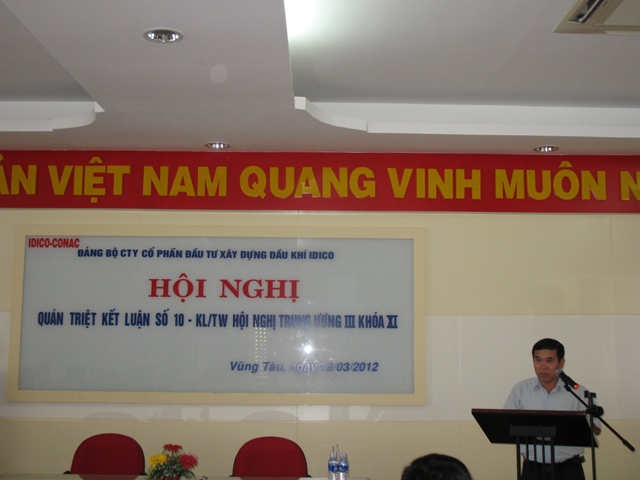 ẢN VIỆT NAM QUANG VINH MUÔN N
IDICO-CONAC
ĐẢNG BỘ CTY CỔ PHẦN ĐẦU TƯ XÂY DỰNG DẦU KHÍ IDICO
HỘI NGHỊ
QUÁN TRIỆT KẾT LUẬN SỐ 10 - KL/TW HỘI NGHỊ TRUNG ƯƠNG III KHÓA XI
Vũng Tàu, ngày 19/03/2012